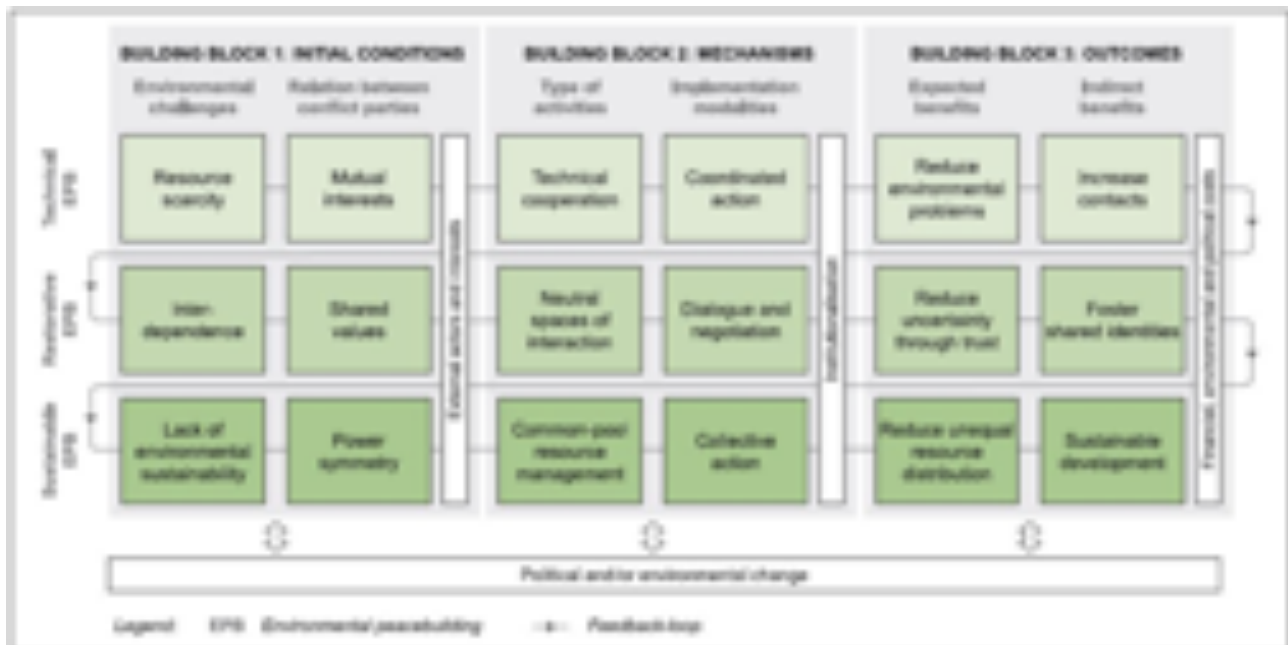 BUILDING BLOCK 1: INITIAL CONDITIONS
BUILDING BLOCK 2: MECHANISMS
BUILDING BLOCK 3: OUTCOMES
Environmental
challenges
Relation between
conflict parties
Type of
activities
Implementation
modalities
Expected
benefits
Indirect
benefits
Technical
EPB
Resource
scarcity
Mutual
interests
Technical
cooperation
Coordinated
action
Reduce
environmental
problems
Increase
contacts
Restorative
EPB
Inter-
dependence
Shared
values
Neutral
spaces of
interaction
Dialogue and
negotiation
Reduce
uncertainty
through trust
Foster
shared identities
Sustainable
EPB
Lack of
environmental
sustainability
Power
symmetry
Common-pool
resource
management
Collective
action
Reduce unequal
resource
distribution
Sustainable
development
External actors and interests
Institutionalisation
Financial, environmental and political costs
Political and/or environmental change
Legend: EPB Environmental peacebuilding Feedback-loop